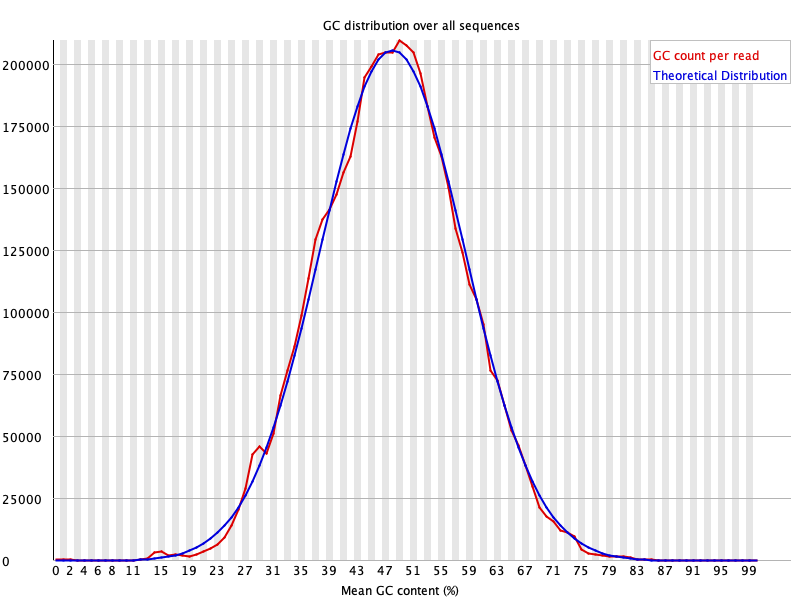 GC distribution over all sequences
GC count per read
Theoretical Distribution
200000
175000
150000
125000
100000
75000
50000
25000
0
0 2 4 6 8 11 15 19 23 27 31 35 39 43 47 51 55 59 63 67 71 75 79 83 87 91 95 99
Mean GC content (%)